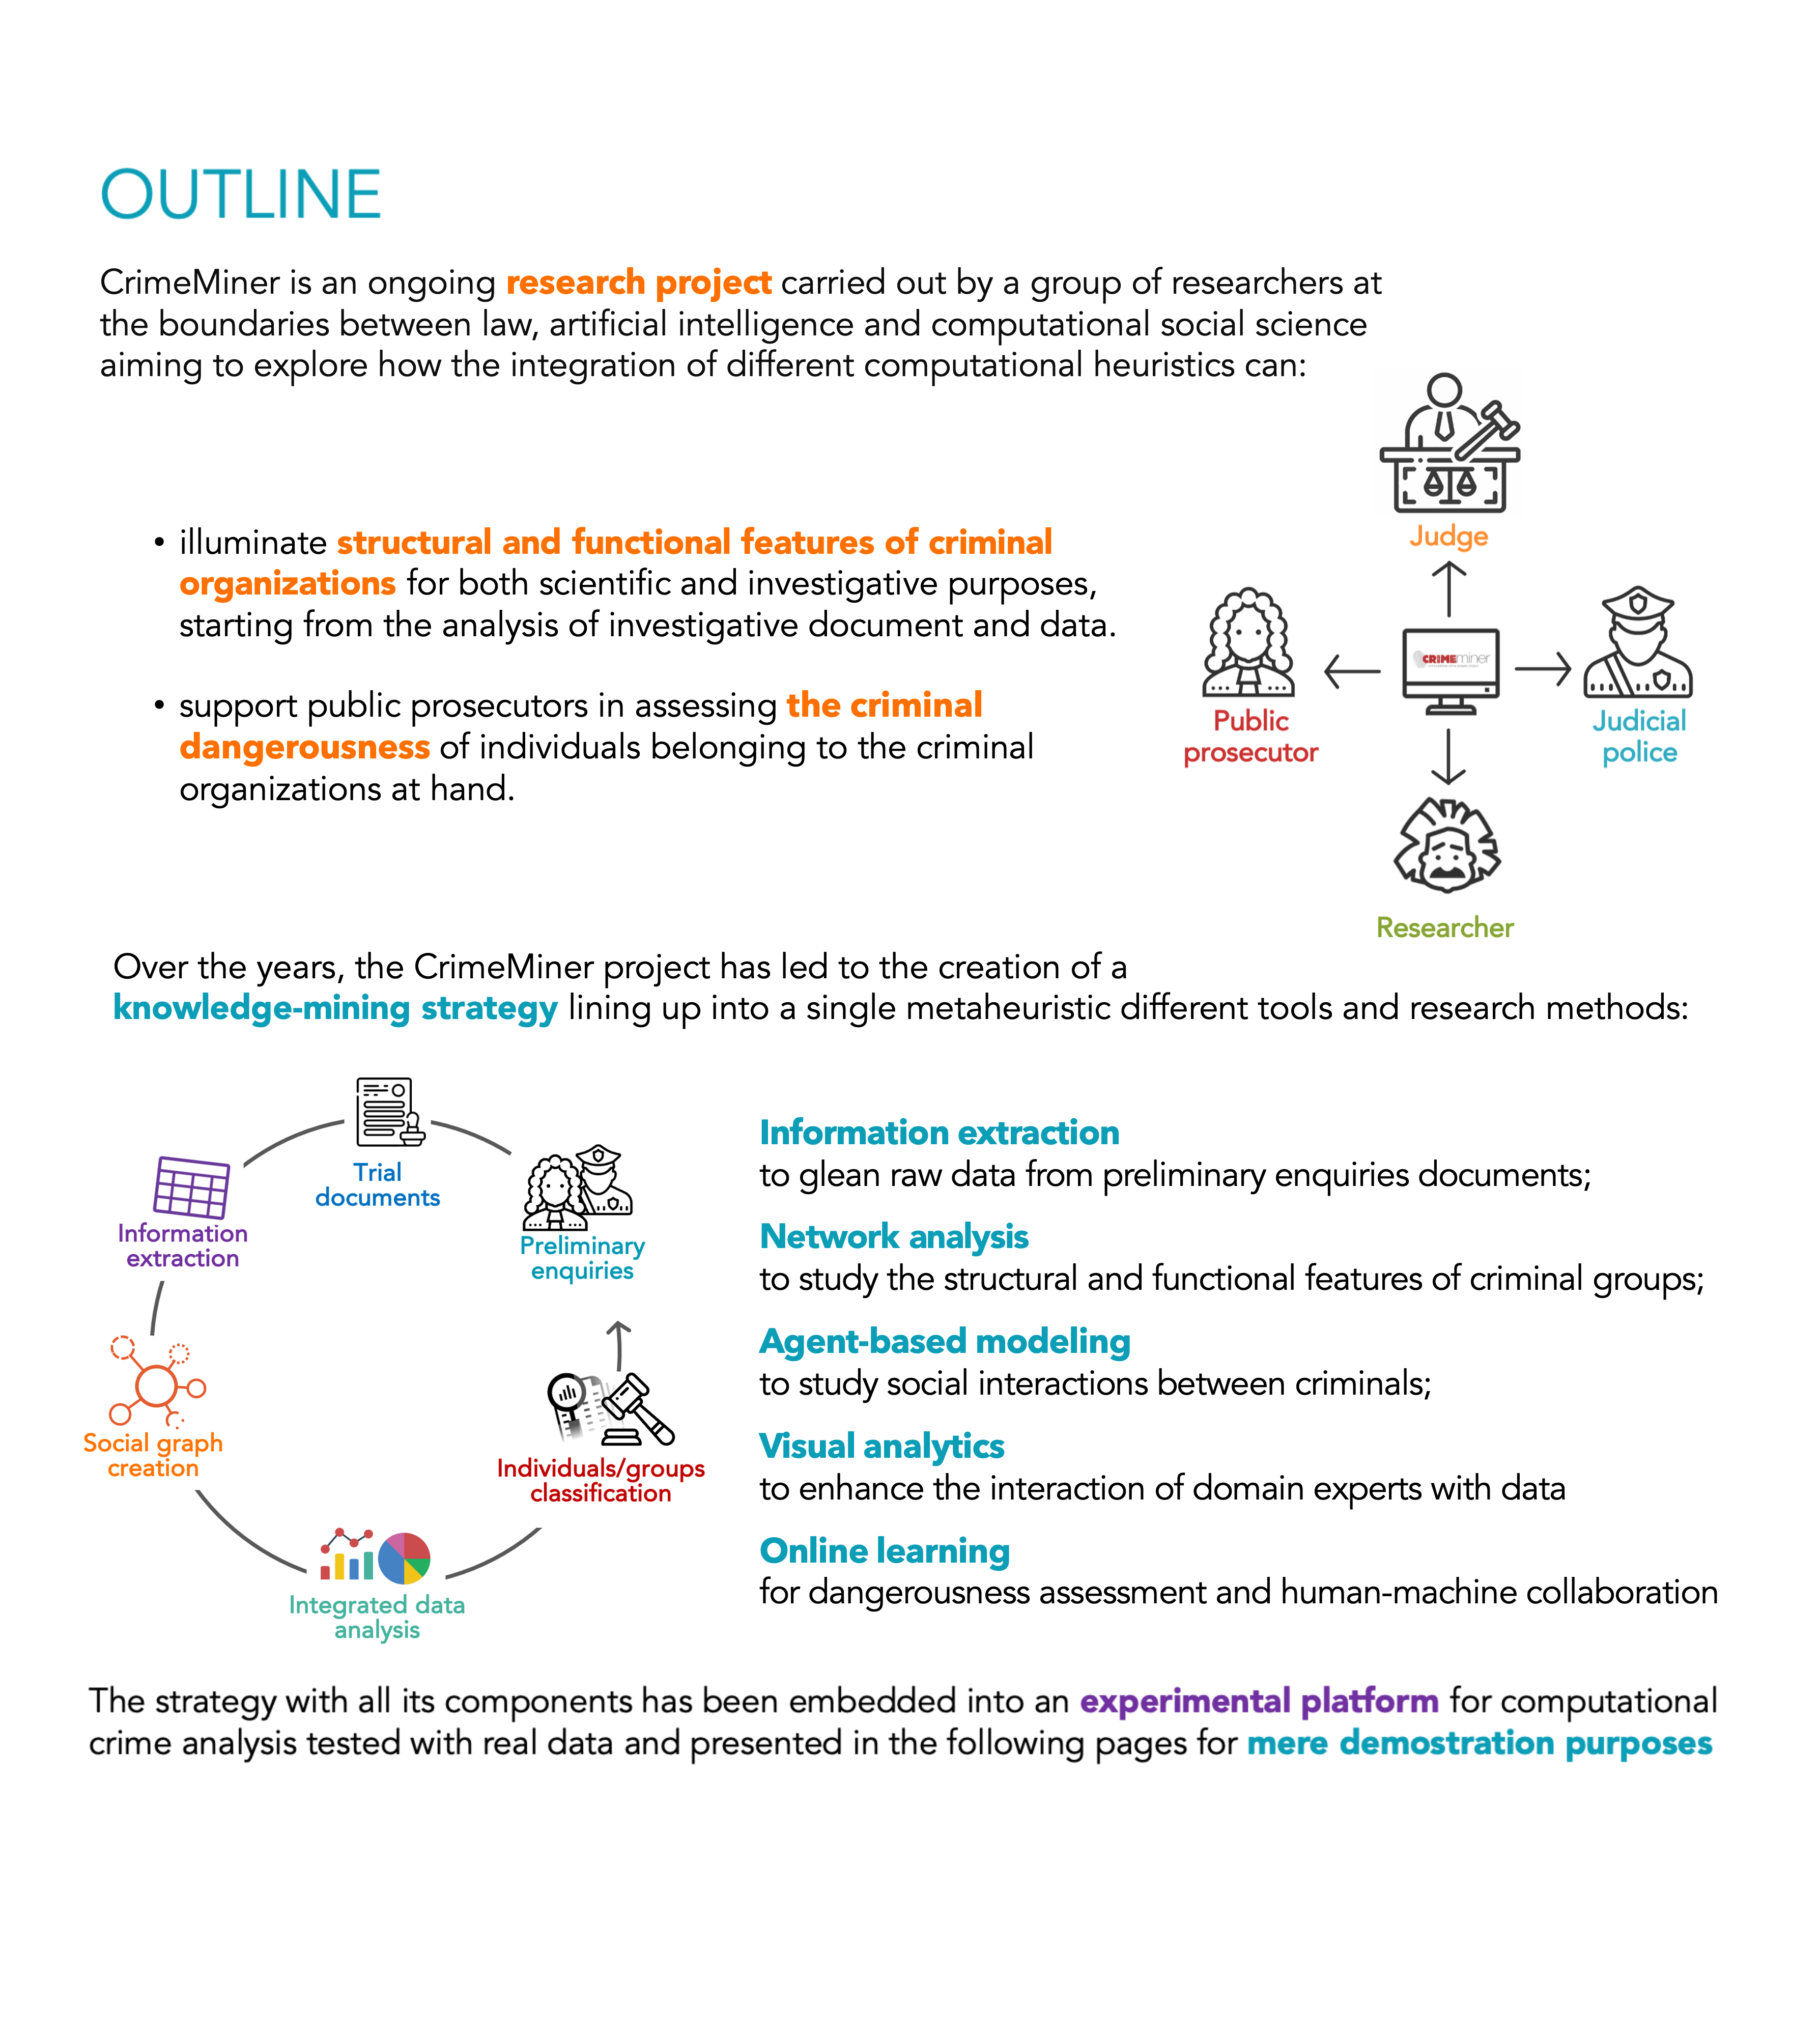 OUTLINE
CrimeMiner is an ongoing research project carried out by a group of researchers at
the boundaries between law, artificial intelligence and computational social science
aiming to explore how the integration of different computational heuristics can:
• illuminate structural and functional features of criminal
organizations for both scientific and investigative purposes,
starting from the analysis of investigative document and data.
• support public prosecutors in assessing the criminal
dangerousness of individuals belonging to the criminal
organizations at hand.
Judge
CRIMEminer
Public
prosecutor
Judicial
police
Researcher
Over the years, the CrimeMiner project has led to the creation of a
knowledge-mining strategy lining up into a single metaheuristic different tools and research methods:
Trial
documents
Information
extraction
Preliminary
enquiries
Social graph
creation
Individuals/groups
classification
Integrated data
analysis
Information extraction
to glean raw data from preliminary enquiries documents;
Network analysis
to study the structural and functional features of criminal groups;
Agent-based modeling
to study social interactions between criminals;
Visual analytics
to enhance the interaction of domain experts with data
Online learning
for dangerousness assessment and human-machine collaboration
The strategy with all its components has been embedded into an experimental platform for computational
crime analysis tested with real data and presented in the following pages for mere demostration purposes